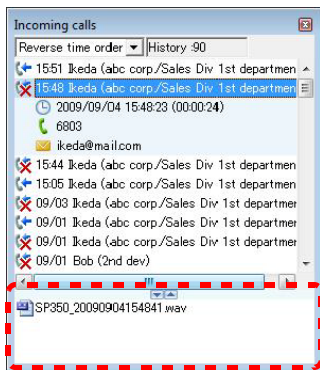 Incoming calls
Reverse time order History :90
15:51 Ikeda (abc corp./Sales Div 1st departmen
15:48 Ikeda (abc corp./Sales Div 1st departmen
2009/09/04 15:48:23 (00:00:24)
6803
ikeda@mail.com
15:44 Ikeda (abc corp./Sales Div 1st departmen
15:05 Ikeda (abc corp./Sales Div 1st departmen
09/03 Ikeda (abc corp./Sales Div 1st departmer
09/01 Ikeda (abc corp./Sales Div 1st departmer
09/01 Ikeda (abc corp./Sales Div 1st departmer
09/01 Bob (2nd dev)
SP350_20090904154841.wav